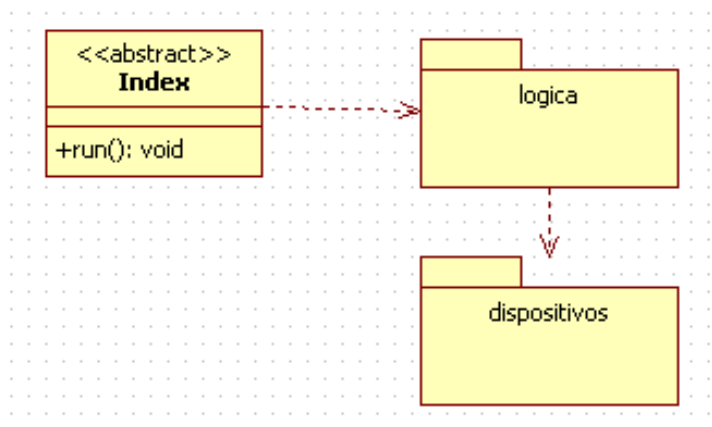 <<abstract>>
Index
+run(): void
logica
dispositivos